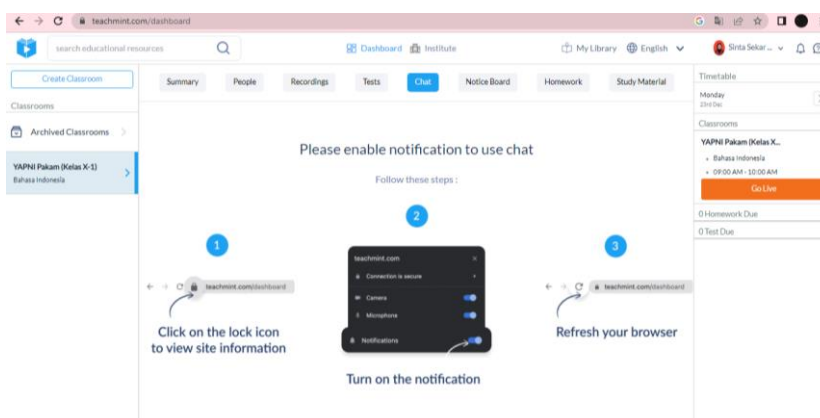 teachmint.com/dashboard
search educational resources
Dashboard
Institute
My Library
English
Sinta Sekar ...
Create Classroom
Classrooms
Archived Classrooms
YAPNI Pakam (Kelas X-1)
Bahasa Indonesia
Summary
People
Recordings
Tests
Chat
Notice Board
Homework
Study Material
Please enable notification to use chat
Follow these steps :
1
teachmint.com/dashboard
Click on the lock icon
to view site information
2
teachmint.com
Connection is secure
Camera
Microphone
Notifications
Turn on the notification
3
teachmint.com/dashboard
Refresh your browser
Timetable
Monday
23rd Dec
Classrooms
YAPNI Pakam (Kelas X...
Bahasa Indonesia
09:00 AM - 10:00 AM
Go Live
0 Homework Due
0 Test Due